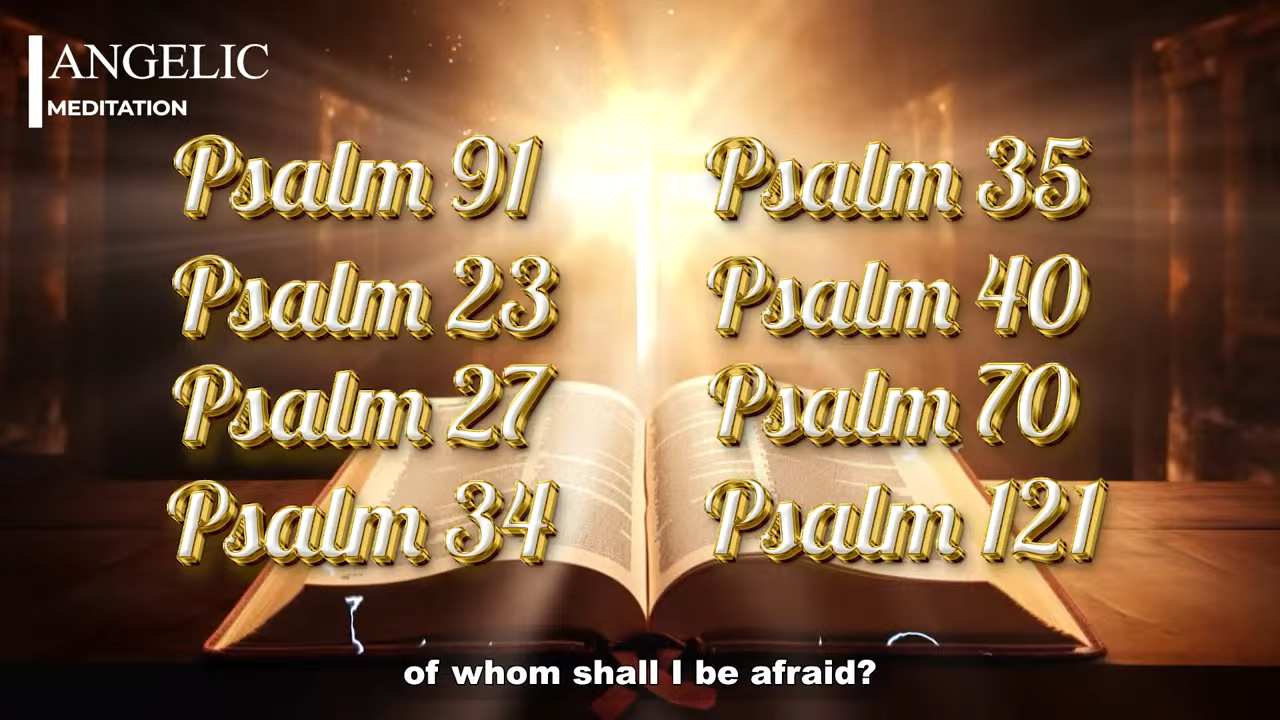 ANGELIC
MEDITATION
Psalm 91
Psalm 23
Psalm 27
Psalm 34
Psalm 35
Psalm 40
Psalm 70
Psalm 121
of whom shall I be afraid?